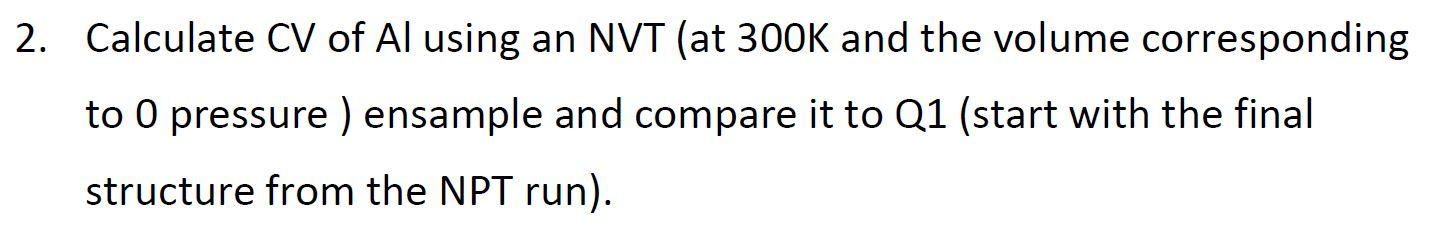 2. Calculate CV of Al using an NVT (at 300K and the volume corresponding
to 0 pressure ) ensample and compare it to Q1 (start with the final
structure from the NPT run).